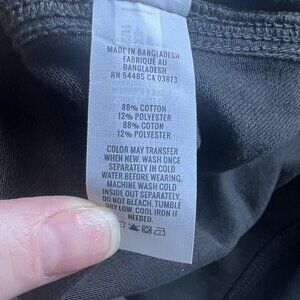 MADE IN BANGLADESH
FABRIQUÉ AU
BANGLADESH
RN 54485 CA 03873
88% COTTON
12% POLYESTER
88% COTON
12% POLYESTER
COLOR MAY TRANSFER
WHEN NEW. WASH ONCE
SEPARATELY IN COLD
WATER BEFORE WEARING.
MACHINE WASH COLD
INSIDE OUT SEPARATELY.
DO NOT BLEACH. TUMBLE
DRY LOW. COOL IRON IF
NEEDED.